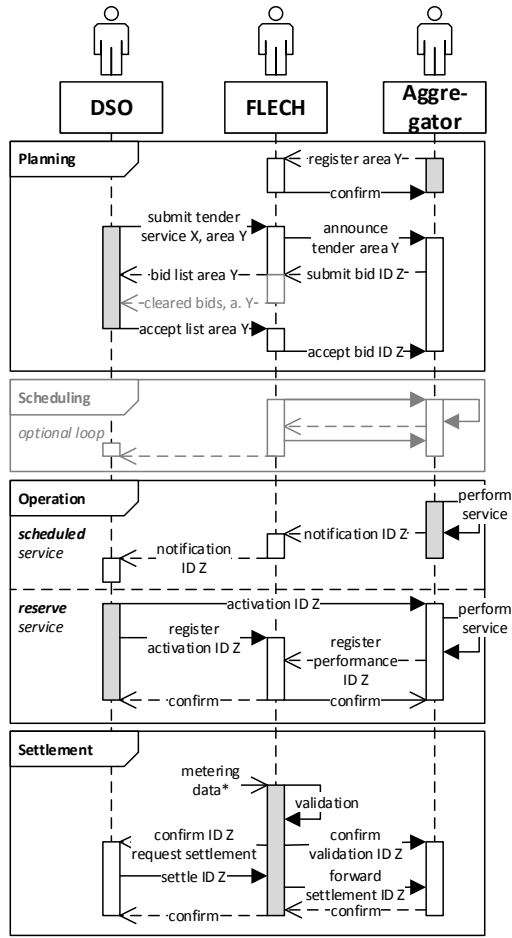 DSO
FLECH
Aggre-
gator
Planning
register area Y
confirm
submit tender
service X, area Y
announce
tender area Y
bid list area Y
submit bid ID Z
cleared bids, a. Y
accept list area Y
accept bid ID Z
Scheduling
optional loop
Operation
perform
service
scheduled
service
notification ID Z
notification
ID Z
reserve
service
activation ID Z
perform
service
register
activation ID Z
register
performance
ID Z
confirm
confirm
Settlement
metering
data*
validation
confirm ID Z
request settlement
confirm
validation ID Z
settle ID Z
forward
settlement ID Z
confirm
confirm